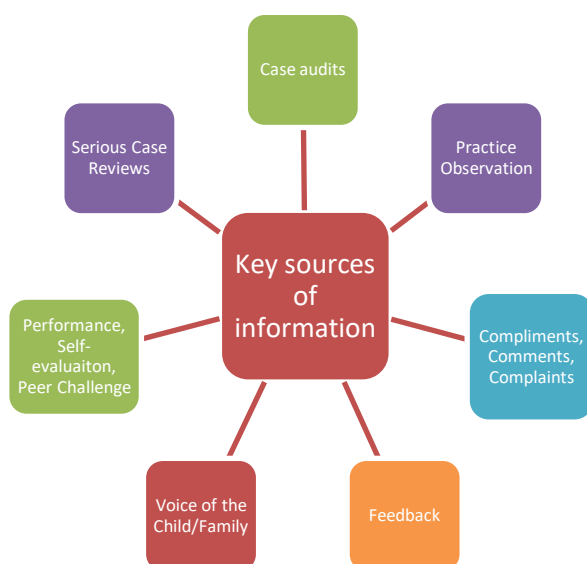 Case audits
Serious Case
Reviews
Practice
Observation
Key sources
of
information
Performance,
Self-
evaluaiton,
Peer Challenge
Compliments,
Comments,
Complaints
Voice of the
Child/Family
Feedback